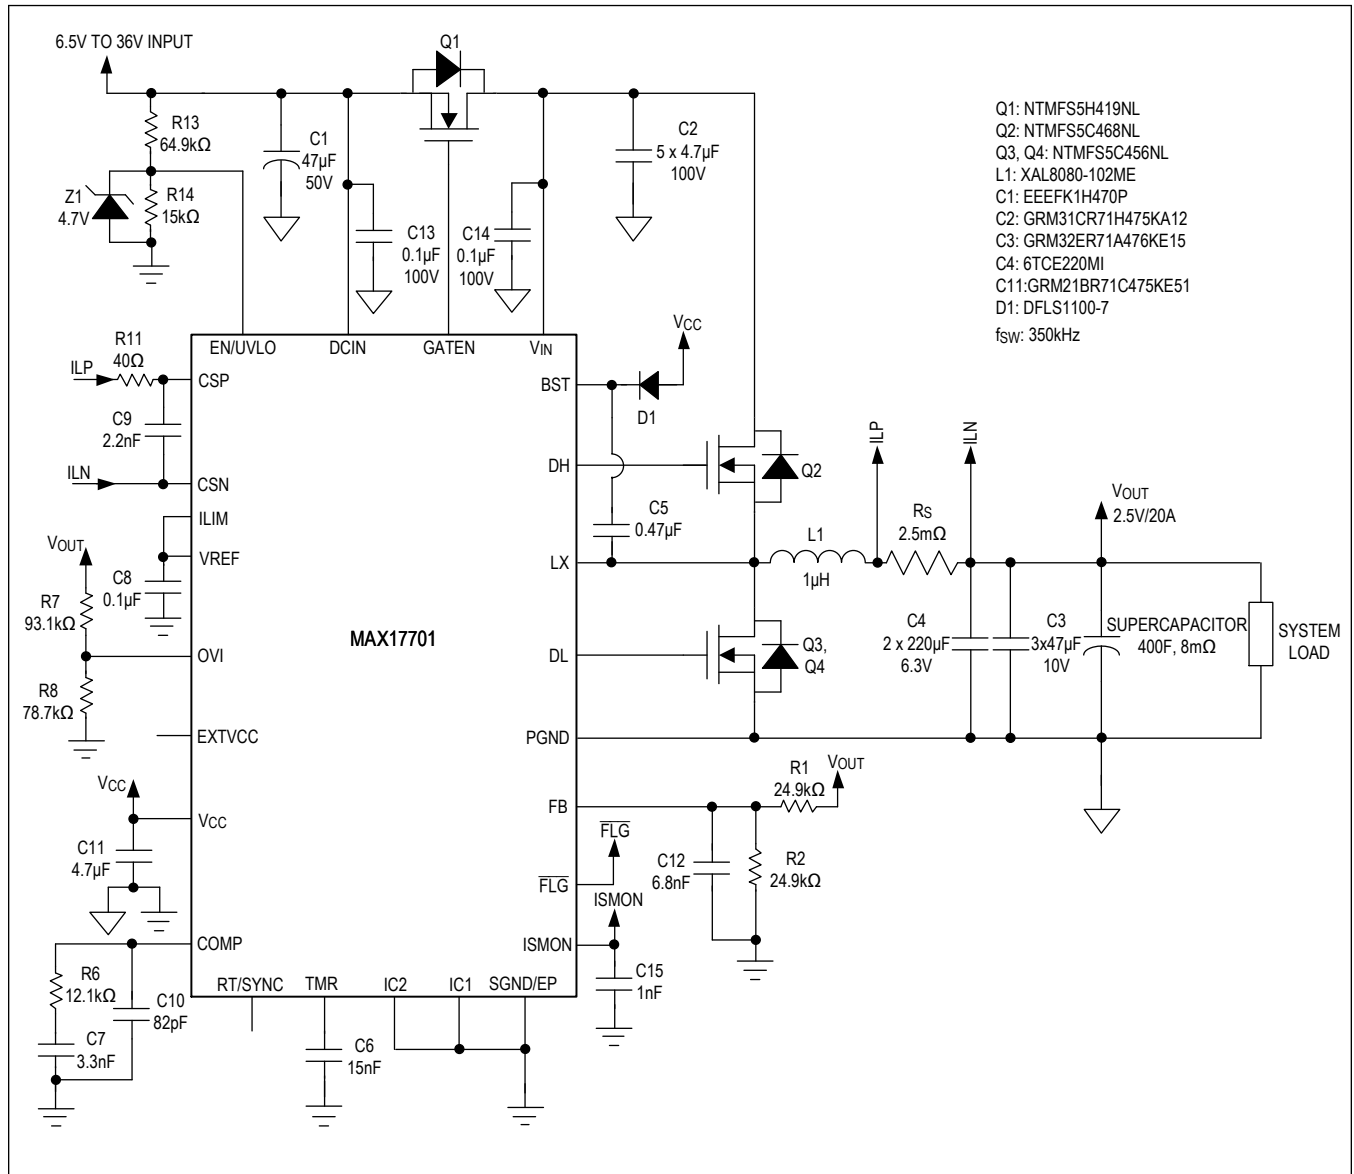 6.5V TO 36V INPUT
Q1
R13
64.9kΩ
C1
47µF
50V
C2
5 x 4.7µF
100V
Z1
4.7V
R14
15kΩ
C13
0.1µF
100V
C14
0.1µF
100V
Q1: NTMFS5H419NL
Q2: NTMFS5C468NL
Q3, Q4: NTMFS5C456NL
L1: XAL8080-102ME
C1: EEEFK1H470P
C2: GRM31CR71H475KA12
C3: GRM32ER71A476KE15
C4: 6TCE220MI
C11:GRM21BR71C475KE51
D1: DFLS1100-7
fSW: 350kHz
EN/UVLO
DCIN
GATEN
VIN
VCC
R11
40Ω
ILP
CSP
BST
D1
C9
2.2nF
ILN
CSN
DH
Q2
ILP
ILN
ILIM
C5
0.47µF
VOUT
2.5V/20A
RS
2.5mΩ
VOUT
VREF
LX
L1
1µH
C8
0.1µF
R7
93.1kΩ
MAX17701
OVI
DL
Q3,
Q4
C4
2 x 220µF
6.3V
C3
3x47µF
10V
SUPERCAPACITOR
400F, 8mΩ
SYSTEM
LOAD
R8
78.7kΩ
EXTVCC
PGND
VCC
VCC
FB
R1
24.9kΩ
VOUT
C11
4.7µF
FLG
FLG
C12
6.8nF
R2
24.9kΩ
ISMON
COMP
ISMON
R6
12.1kΩ
C10
82pF
C7
3.3nF
RT/SYNC
TMR
IC2
IC1
SGND/EP
C15
1nF
C6
15nF